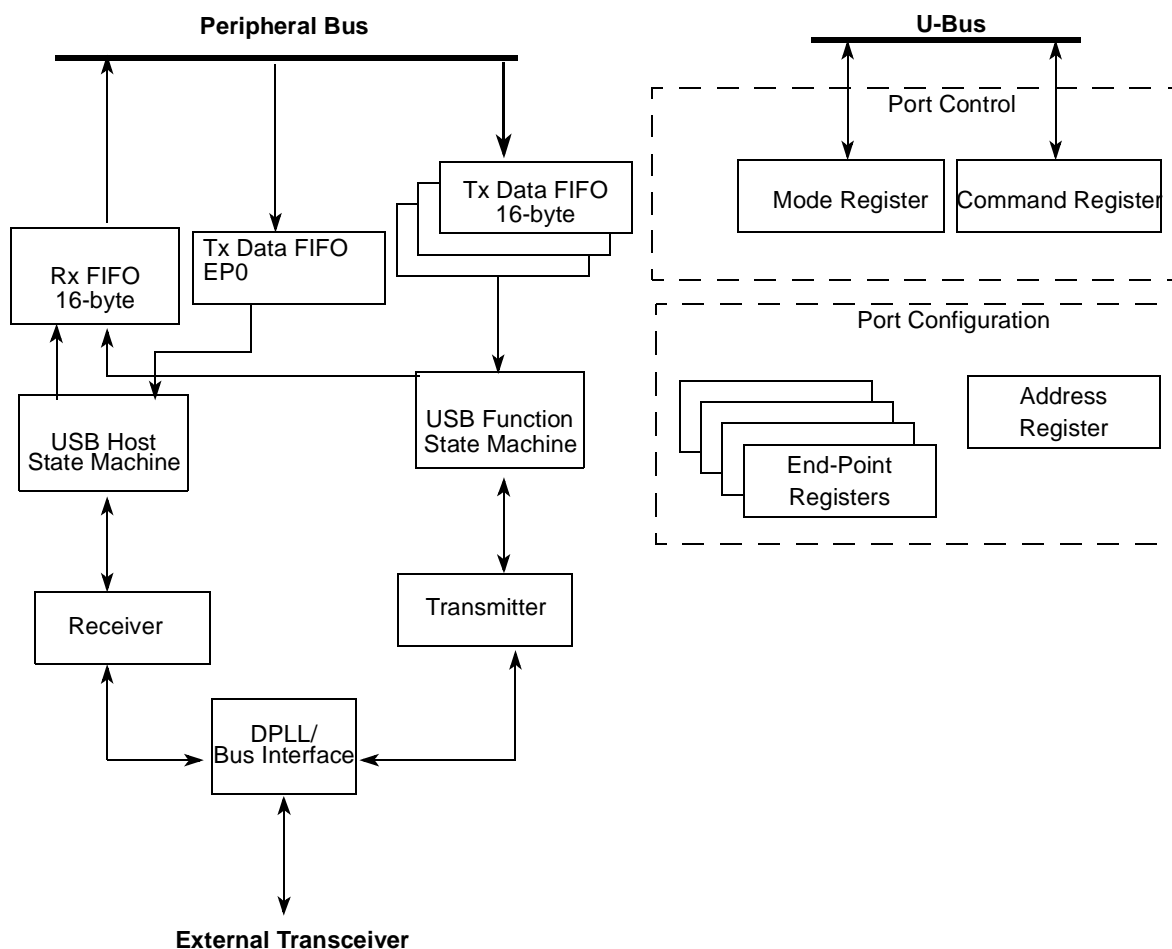 Peripheral Bus
U-Bus
Port Control
Mode Register
Command Register
Tx Data FIFO
16-byte
Tx Data FIFO
EP0
Rx FIFO
16-byte
Port Configuration
Address
Register
End-Point
Registers
USB Host
State Machine
USB Function
State Machine
Receiver
Transmitter
DPLL/
Bus Interface
External Transceiver